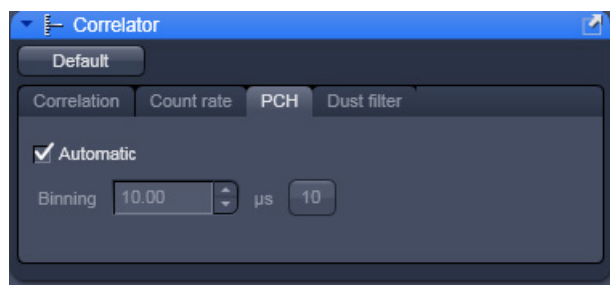 Correlator
Default
Correlation Count rate PCH Dust filter
Automatic
Binning 10.00 µs 10